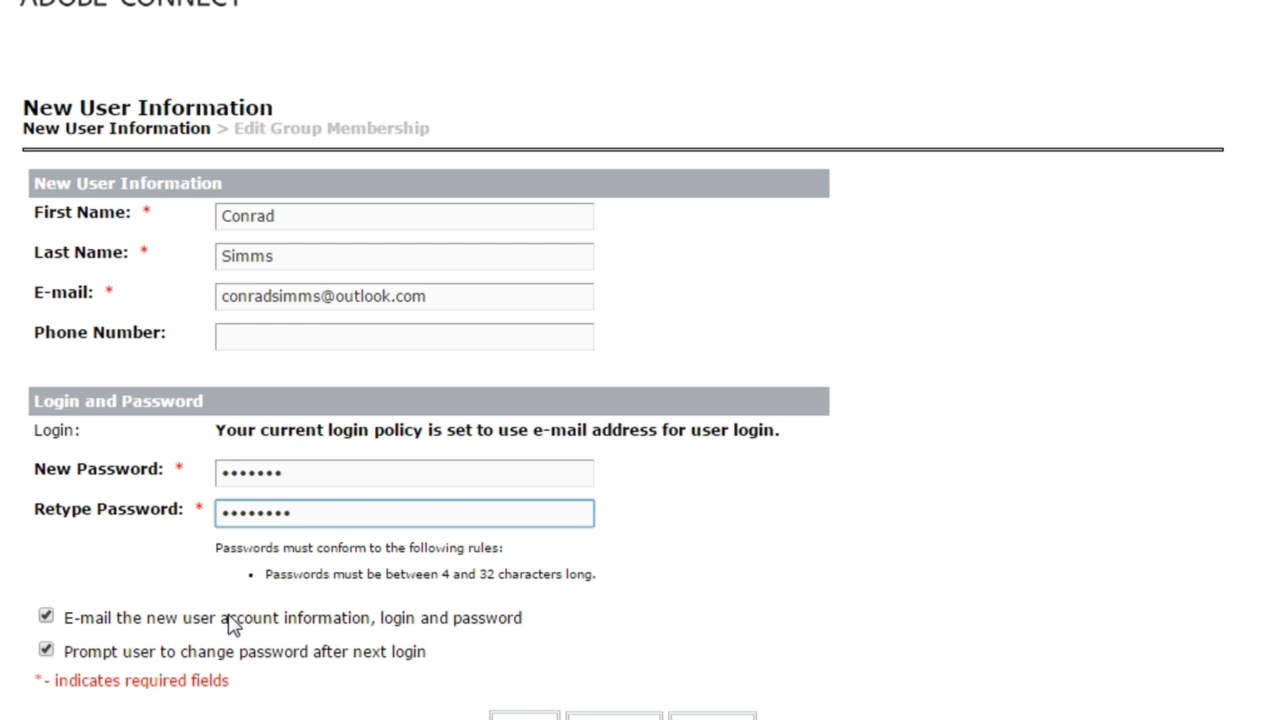 ADOBE CONNECT
New User Information
New User Information > Edit Group Membership
New User Information
First Name: *
Conrad
Last Name: *
Simms
E-mail: *
conradsimms@outlook.com
Phone Number:
Login and Password
Login:
Your current login policy is set to use e-mail address for user login.
New Password: *
•••••••
Retype Password: *
••••••••
Passwords must conform to the following rules:
• Passwords must be between 4 and 32 characters long.
E-mail the new user account information, login and password
Prompt user to change password after next login
*- indicates required fields